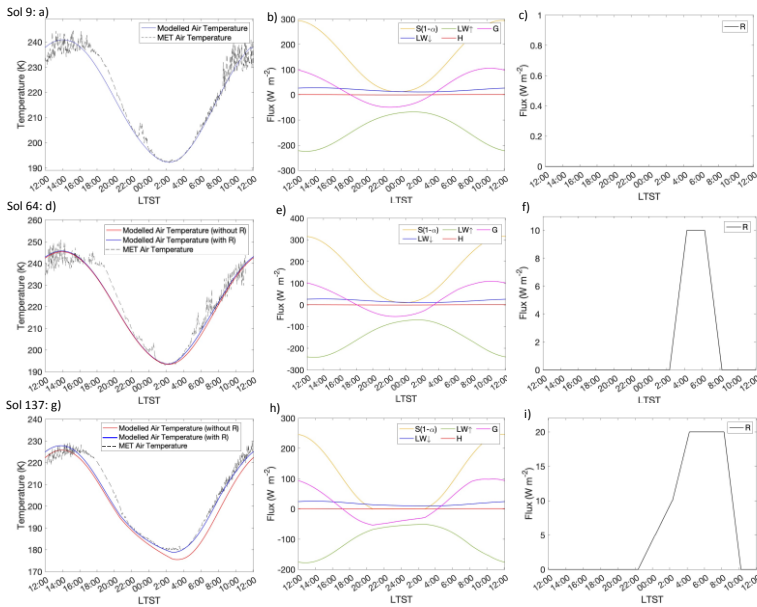 Sol 9: a)
Temperature (K)
240
230
220
210
200
190
Modelled Air Temperature
MET Air Temperature
12:00 14:00 16:00 18:00 20:00 22:00 00:00 2:00 4:00 6:00 8:00 10:00 12:00
LTST
b)
Flux (W m⁻²)
300
200
100
0
-100
-200
-300
S(1-α) LW↑ G
LW↓ H
12:00 14:00 16:00 18:00 20:00 22:00 00:00 2:00 4:00 6:00 8:00 10:00 12:00
LTST
c)
Flux (W m⁻²)
1
0.8
0.6
0.4
0.2
0
R
12:00 14:00 16:00 18:00 20:00 22:00 00:00 2:00 4:00 6:00 8:00 10:00 12:00
LTST
Sol 64: d)
Temperature (K)
260
250
240
230
220
210
200
190
Modelled Air Temperature (without R)
Modelled Air Temperature (with R)
MET Air Temperature
12:00 14:00 16:00 18:00 20:00 22:00 00:00 2:00 4:00 6:00 8:00 10:00 12:00
LTST
e)
Flux (W m⁻²)
400
300
200
100
0
-100
-200
-300
S(1-α) LW↑ G
LW↓ H
12:00 14:00 16:00 18:00 20:00 22:00 00:00 2:00 4:00 6:00 8:00 10:00 12:00
LTST
f)
Flux (W m⁻²)
10
8
6
4
2
0
R
12:00 14:00 16:00 18:00 20:00 22:00 00:00 2:00 4:00 6:00 8:00 10:00 12:00
LTST
Sol 137: g)
Temperature (K)
240
230
220
210
200
190
180
170
Modelled Air Temperature (without R)
Modelled Air Temperature (with R)
MET Air Temperature
12:00 14:00 16:00 18:00 20:00 22:00 00:00 2:00 4:00 6:00 8:00 10:00 12:00
LTST
h)
Flux (W m⁻²)
300
200
100
0
-100
-200
S(1-α) LW↑ G
LW↓ H
12:00 14:00 16:00 18:00 20:00 22:00 00:00 2:00 4:00 6:00 8:00 10:00 12:00
LTST
i)
Flux (W m⁻²)
20
15
10
5
0
R
12:00 14:00 16:00 18:00 20:00 22:00 00:00 2:00 4:00 6:00 8:00 10:00 12:00
LTST